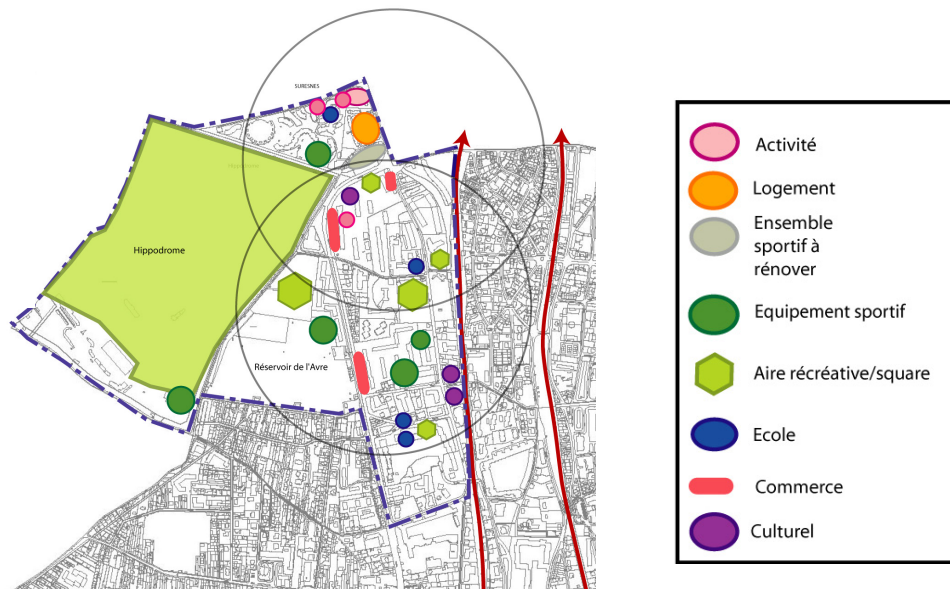 SURESNES
Hippodrome
Réservoir de l'Avre
Activité
Logement
Ensemble
sportif à
rénover
Equipement sportif
Aire récréative/square
Ecole
Commerce
Culturel